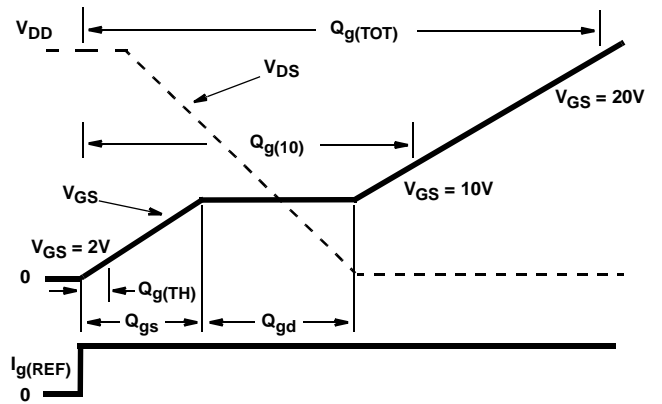 VDD
Qg(TOT)
VDS
VGS = 20V
Qg(10)
VGS
VGS = 10V
VGS = 2V
0
Qg(TH)
Qgs
Qgd
Ig(REF)
0